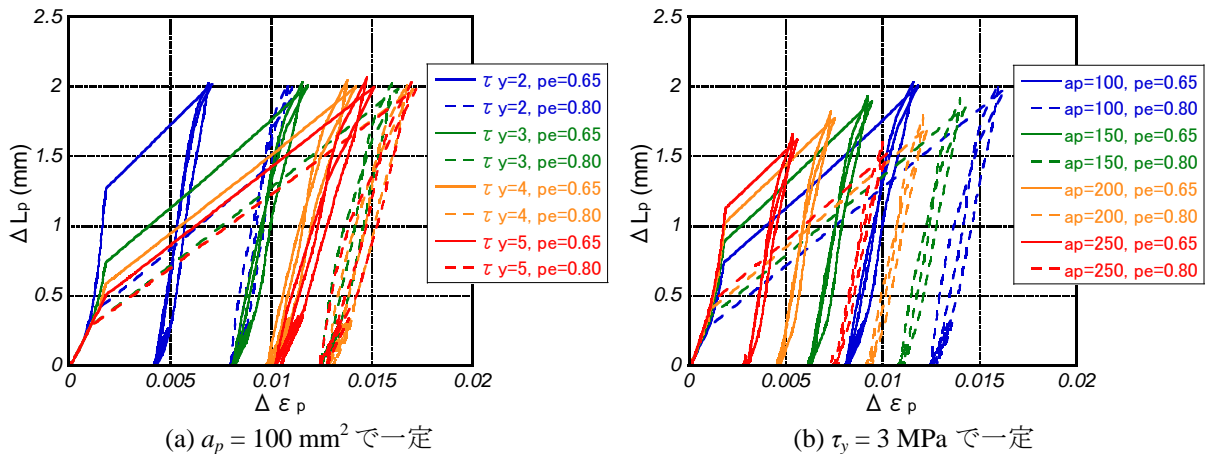 2.5
2
1.5
1
0.5
0
Δ Lp (mm)
0 0.005 0.01 0.015 0.02
Δ εp
τ y=2, pe=0.65
τ y=2, pe=0.80
τ y=3, pe=0.65
τ y=3, pe=0.80
τ y=4, pe=0.65
τ y=4, pe=0.80
τ y=5, pe=0.65
τ y=5, pe=0.80
(a) ap = 100 mm² で一定
2.5
2
1.5
1
0.5
0
Δ Lp (mm)
0 0.005 0.01 0.015 0.02
Δ εp
ap=100, pe=0.65
ap=100, pe=0.80
ap=150, pe=0.65
ap=150, pe=0.80
ap=200, pe=0.65
ap=200, pe=0.80
ap=250, pe=0.65
ap=250, pe=0.80
(b) τy = 3 MPa で一定